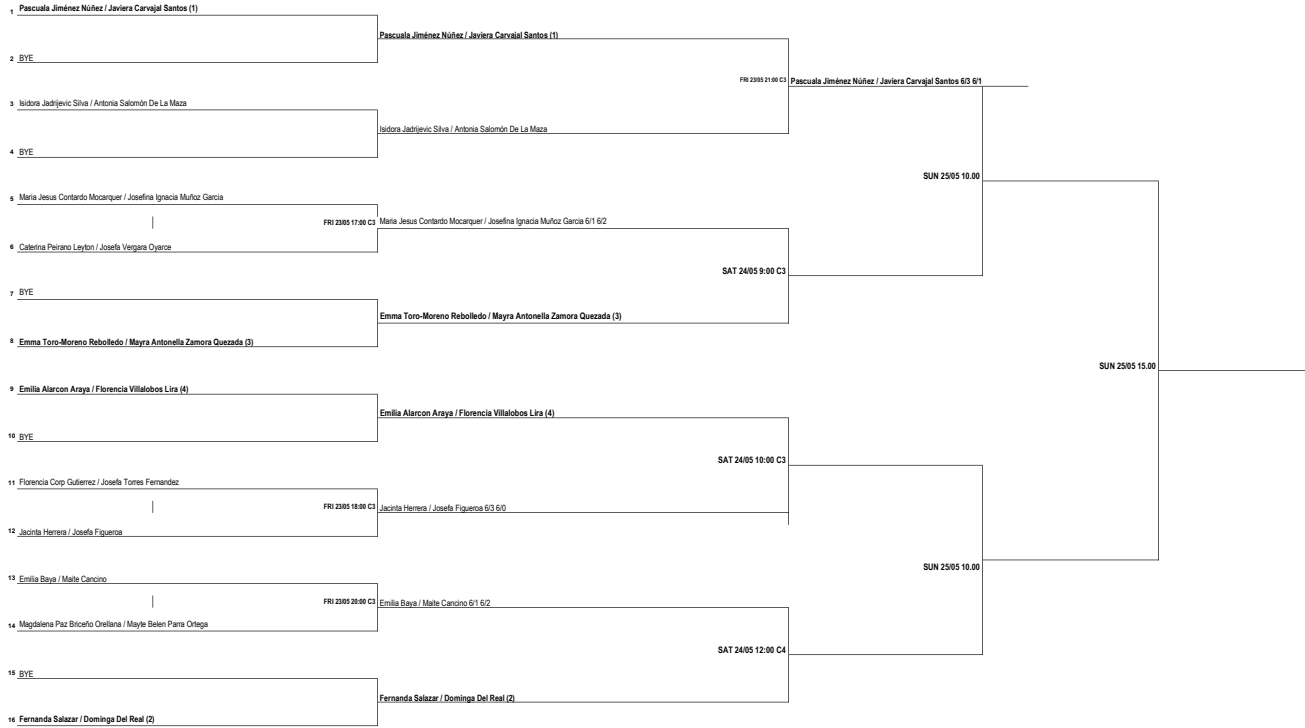 1 Pascuala Jiménez Núñez / Javiera Carvajal Santos (1)
Pascuala Jiménez Núñez / Javiera Carvajal Santos (1)
2 BYE
FRI 23/05 21:00 C3 Pascuala Jiménez Núñez / Javiera Carvajal Santos 6/3 6/1
3 Isidora Jadrijevic Silva / Antonia Salomón De La Maza
Isidora Jadrijevic Silva / Antonia Salomón De La Maza
4 BYE
SUN 25/05 10.00
5 Maria Jesus Contardo Mocarquer / Josefina Ignacia Muñoz Garcia
FRI 23/05 17:00 C3 Maria Jesus Contardo Mocarquer / Josefina Ignacia Muñoz Garcia 6/1 6/2
6 Caterina Peirano Leyton / Josefa Vergara Oyarce
SAT 24/05 9:00 C3
7 BYE
Emma Toro-Moreno Rebolledo / Mayra Antonella Zamora Quezada (3)
8 Emma Toro-Moreno Rebolledo / Mayra Antonella Zamora Quezada (3)
SUN 25/05 15.00
9 Emilia Alarcon Araya / Florencia Villalobos Lira (4)
Emilia Alarcon Araya / Florencia Villalobos Lira (4)
10 BYE
SAT 24/05 10:00 C3
11 Florencia Corp Gutierrez / Josefa Torres Fernandez
FRI 23/05 18:00 C3 Jacinta Herrera / Josefa Figueroa 6/3 6/0
12 Jacinta Herrera / Josefa Figueroa
SUN 25/05 10.00
13 Emilia Baya / Maite Cancino
FRI 23/05 20:00 C3 Emilia Baya / Maite Cancino 6/1 6/2
14 Magdalena Paz Briceño Orellana / Mayte Belen Parra Ortega
SAT 24/05 12:00 C4
15 BYE
Fernanda Salazar / Dominga Del Real (2)
16 Fernanda Salazar / Dominga Del Real (2)